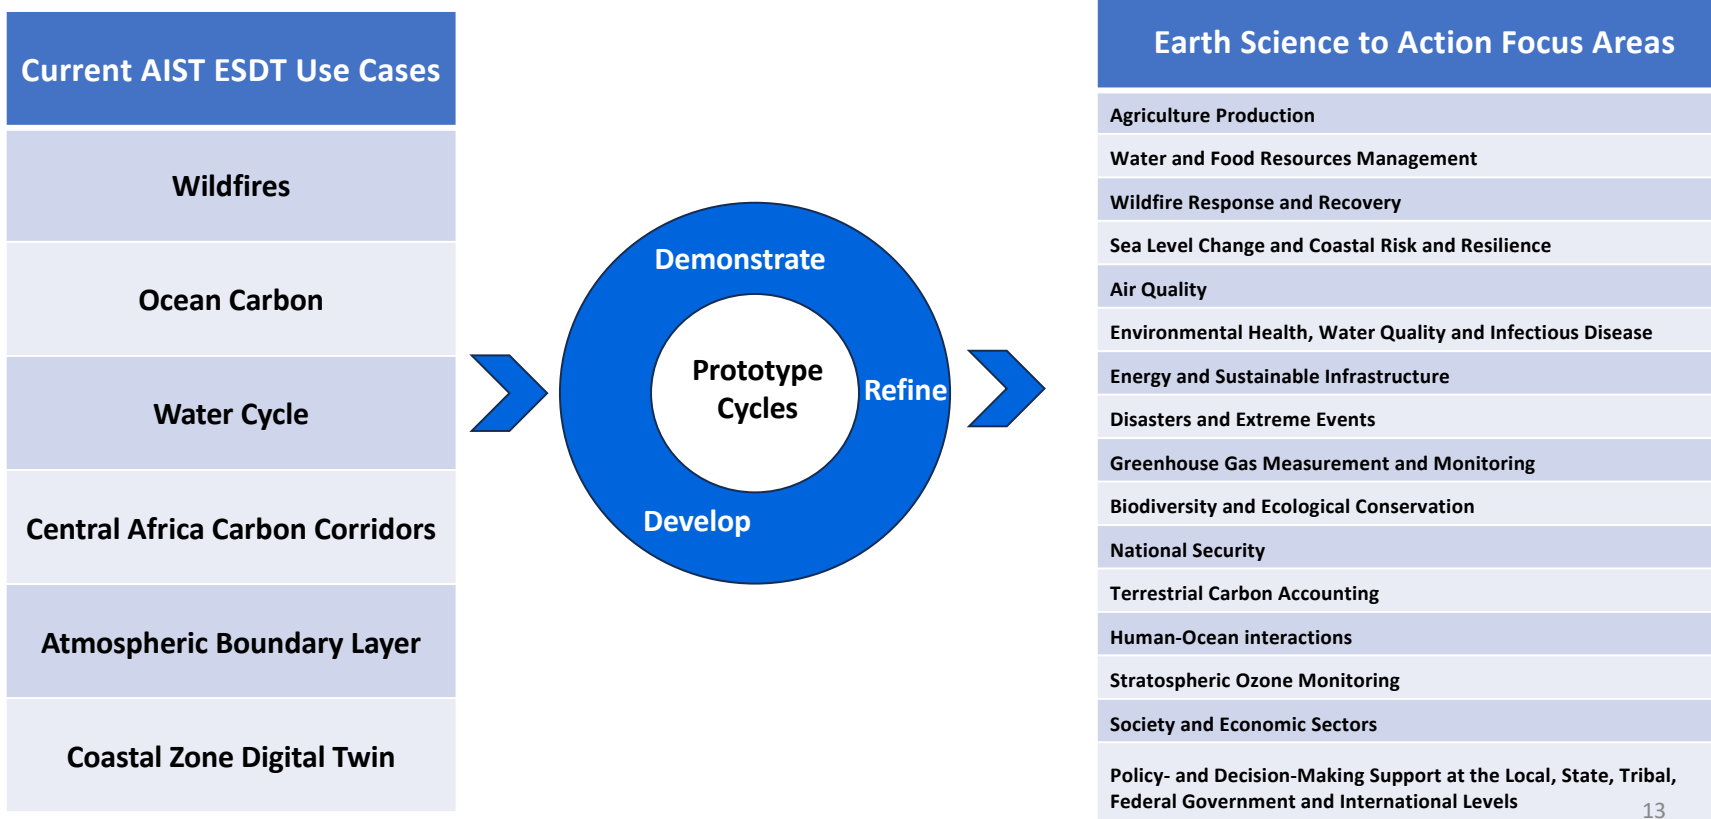 Current AIST ESDT Use Cases
Wildfires
Ocean Carbon
Water Cycle
Central Africa Carbon Corridors
Atmospheric Boundary Layer
Coastal Zone Digital Twin
Demonstrate
Prototype
Cycles
Refine
Develop
Earth Science to Action Focus Areas
Agriculture Production
Water and Food Resources Management
Wildfire Response and Recovery
Sea Level Change and Coastal Risk and Resilience
Air Quality
Environmental Health, Water Quality and Infectious Disease
Energy and Sustainable Infrastructure
Disasters and Extreme Events
Greenhouse Gas Measurement and Monitoring
Biodiversity and Ecological Conservation
National Security
Terrestrial Carbon Accounting
Human-Ocean interactions
Stratospheric Ozone Monitoring
Society and Economic Sectors
Policy- and Decision-Making Support at the Local, State, Tribal,
Federal Government and International Levels
13